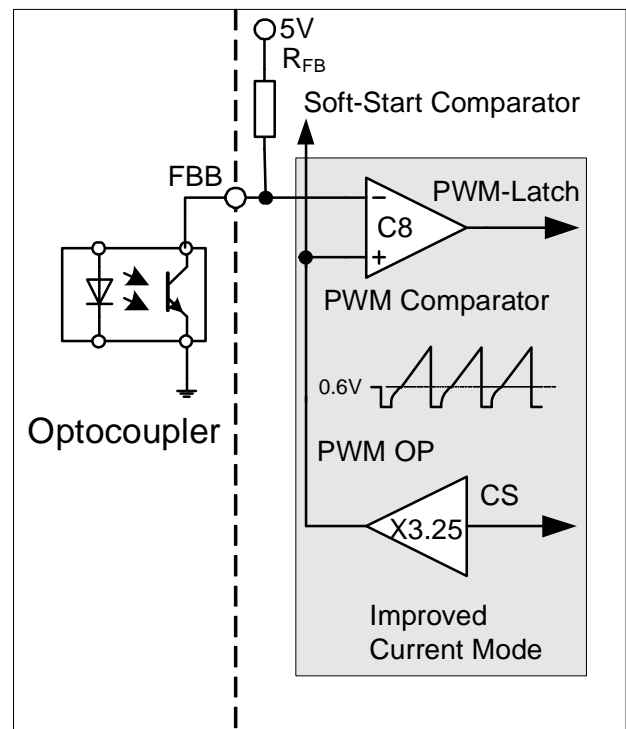 5V
RFB
Soft-Start Comparator
FBB
PWM-Latch
−
C8
+
PWM Comparator
0.6V
Optocoupler
PWM OP
CS
X3.25
Improved
Current Mode